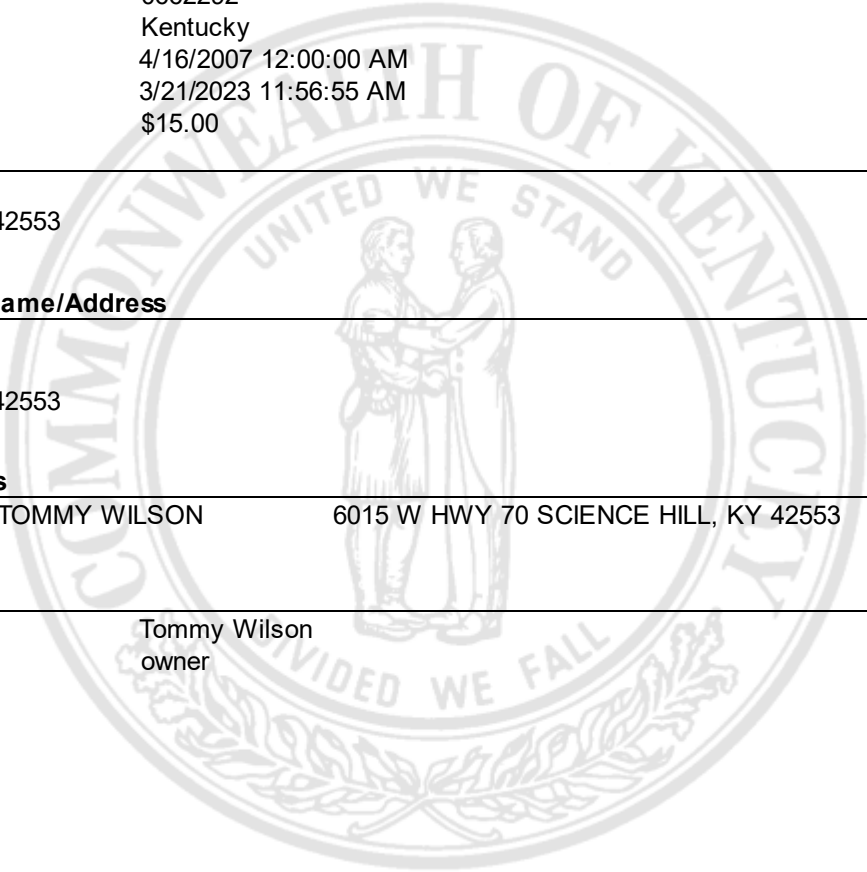 Kentucky
4/16/2007 12:00:00 AM
3/21/2023 11:56:55 AM
$15.00
42553
ame/Address
42553
s
TOMMY WILSON 6015 W HWY 70 SCIENCE HILL, KY 42553
Tommy Wilson
owner
COMMONWEALTH OF KENTUCKY
UNITED WE STAND
DIVIDED WE FALL